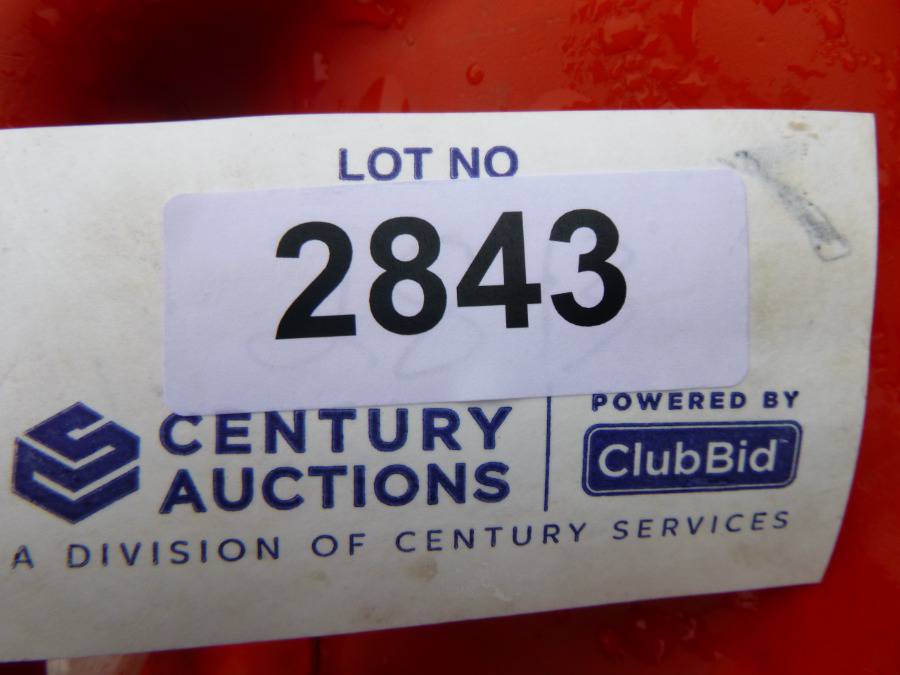 LOT NO
2843
CENTURY
AUCTIONS
A DIVISION OF CENTURY SERVICES
POWERED BY
ClubBid